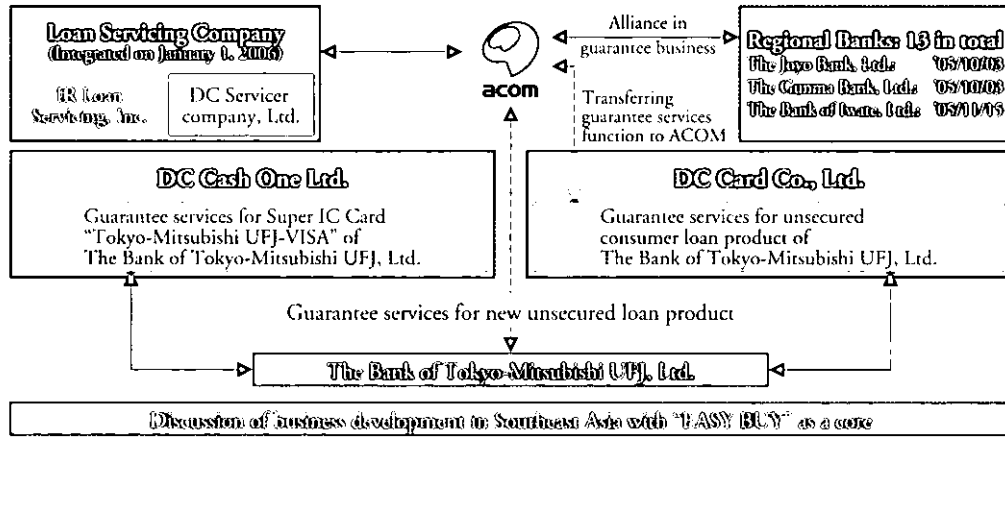 Loan Servicing Company
(Integrated on January 1, 2006)
IR Loan
Servicing, Inc.
DC Servicer
company, Ltd.
acom
Alliance in
guarantee business
Transferring
guarantee services
function to ACOM
Regional Banks: 13 in total
The Joyo Bank, Ltd.: '05/10/03
The Gunma Bank, Ltd.: '05/10/03
The Bank of Iwate, Ltd.: '05/11/15
DC Cash One Ltd.
Guarantee services for Super IC Card
“Tokyo-Mitsubishi UFJ-VISA” of
The Bank of Tokyo-Mitsubishi UFJ, Ltd.
DC Card Co., Ltd.
Guarantee services for unsecured
consumer loan product of
The Bank of Tokyo-Mitsubishi UFJ, Ltd.
Guarantee services for new unsecured loan product
The Bank of Tokyo-Mitsubishi UFJ, Ltd.
Discussion of business development in Southeast Asia with “EASY BUY” as a core